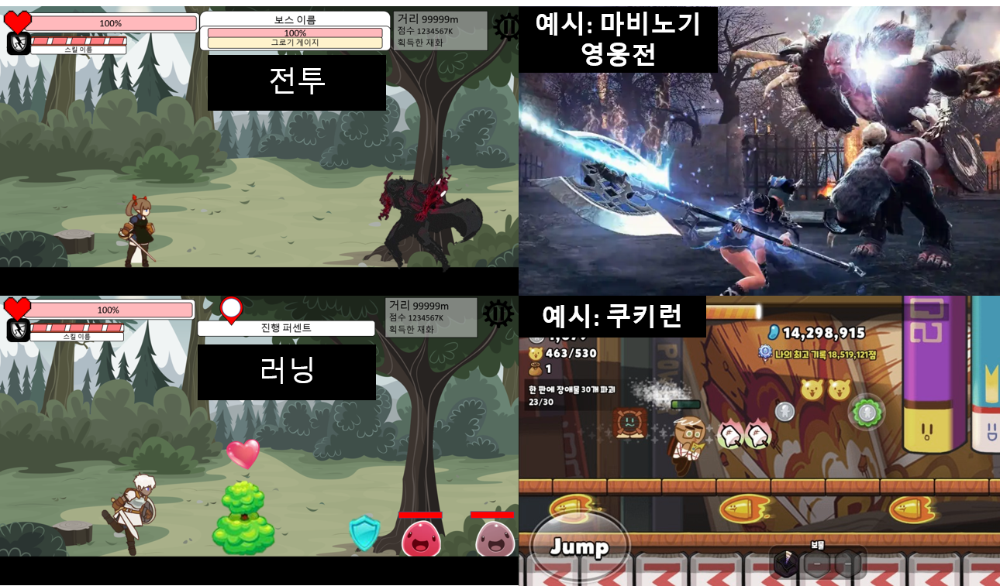 100%
스킬 이름
보스 이름
100%
그로기 게이지
거리 99999m
점수 1234567K
획득한 재화
전투
예시: 마비노기
영웅전
100%
스킬 이름
진행 퍼센트
거리 99999m
점수 1234567K
획득한 재화
러닝
예시: 쿠키런
463/530
1
한 판에 장애물 30개 파괴
23/30
14,298,915
나의 최고 기록 18,519,121점
Jump
보물